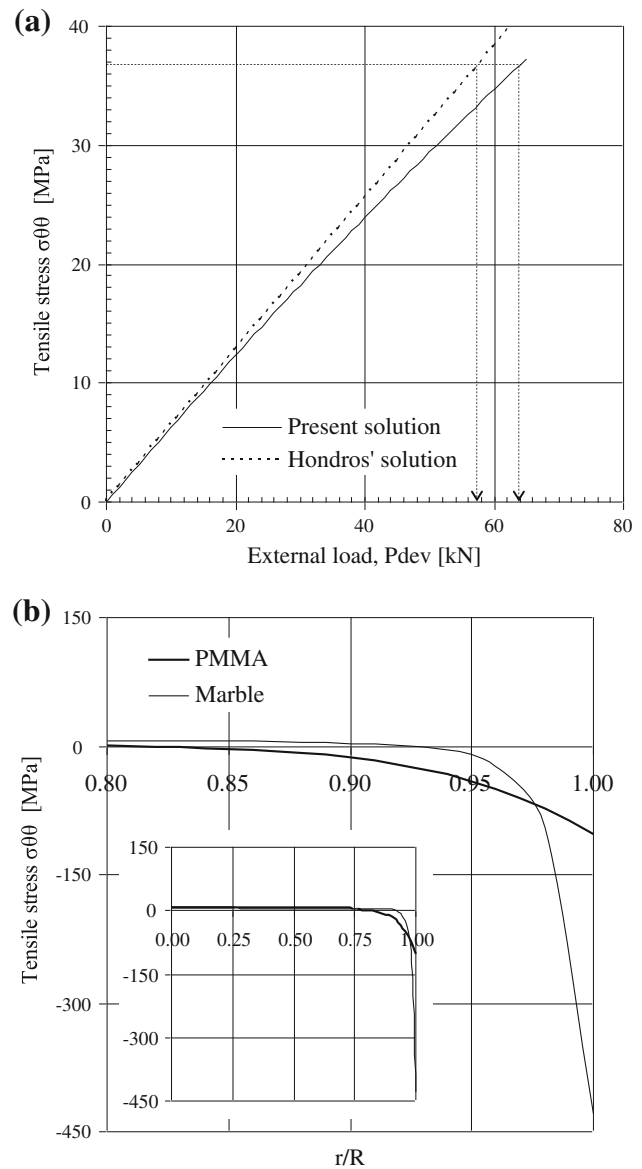 (a)
40
30
20
10
0
Tensile stress σθθ [MPa]
Present solution
Hondros' solution
0 20 40 60 80
External load, Pdev [kN]
(b)
150
0
-150
-300
-450
Tensile stress σθθ [MPa]
PMMA
Marble
0.80 0.85 0.90 0.95 1.00
150
0
-150
-300
-450
0.00 0.25 0.50 0.75 1.00
r/R